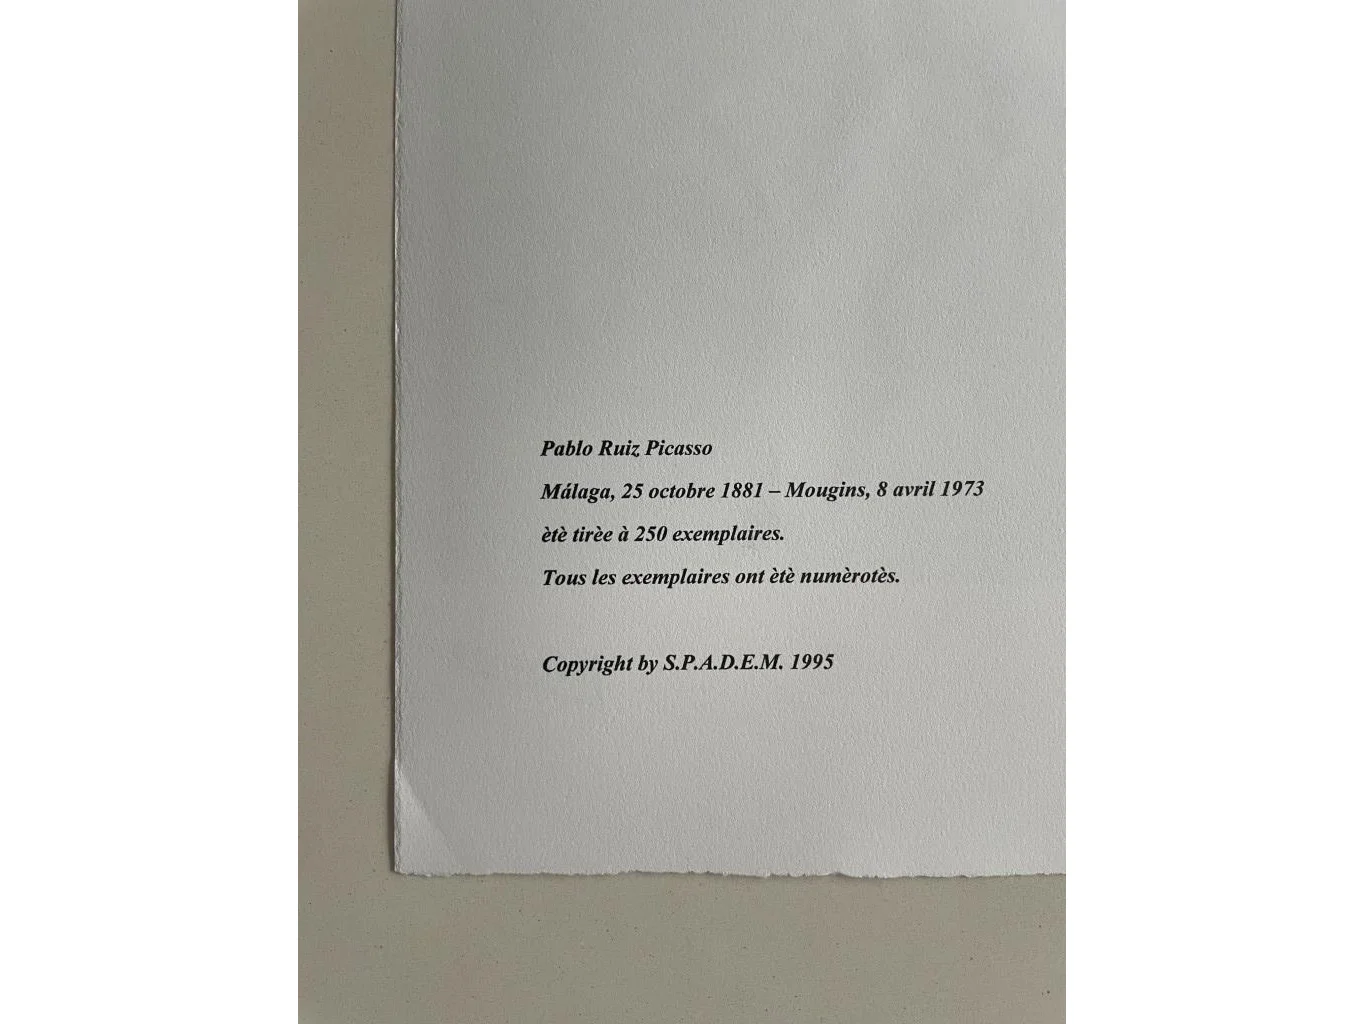 Pablo Ruiz Picasso
Málaga, 25 octobre 1881 – Mougins, 8 avril 1973
ètè tirèe à 250 exemplaires.
Tous les exemplaires ont ètè numèrotès.
Copyright by S.P.A.D.E.M. 1995